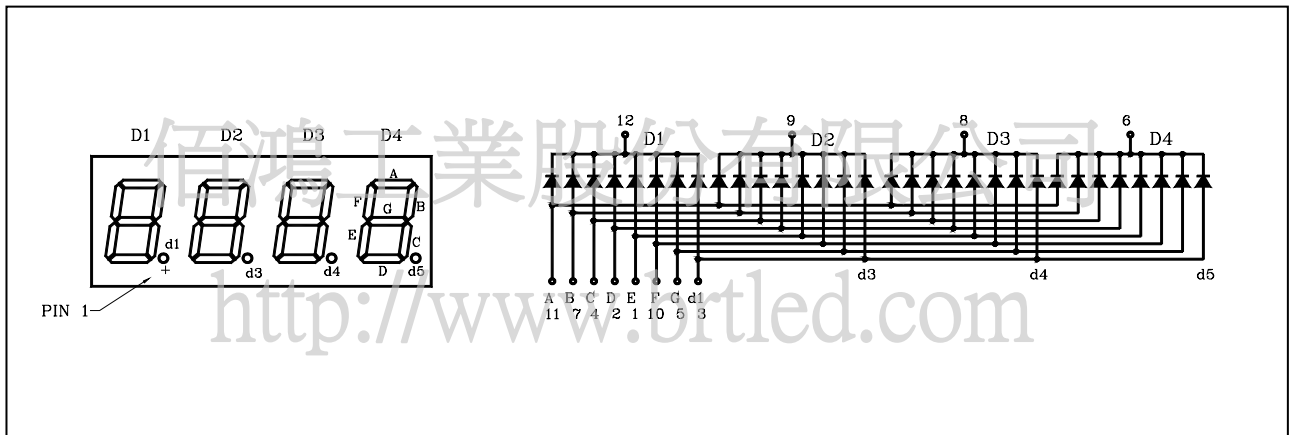 佰鴻工業股份有限公司
D1 D2 D3 D4
A
F G B
E C
D
d1
+
d3
d4
d5
PIN 1
12 9 8 6
D1 D2 D3 D4
d3 d4 d5
A B C D E F G d1
11 7 4 2 1 10 5 3
http://www.brtled.com